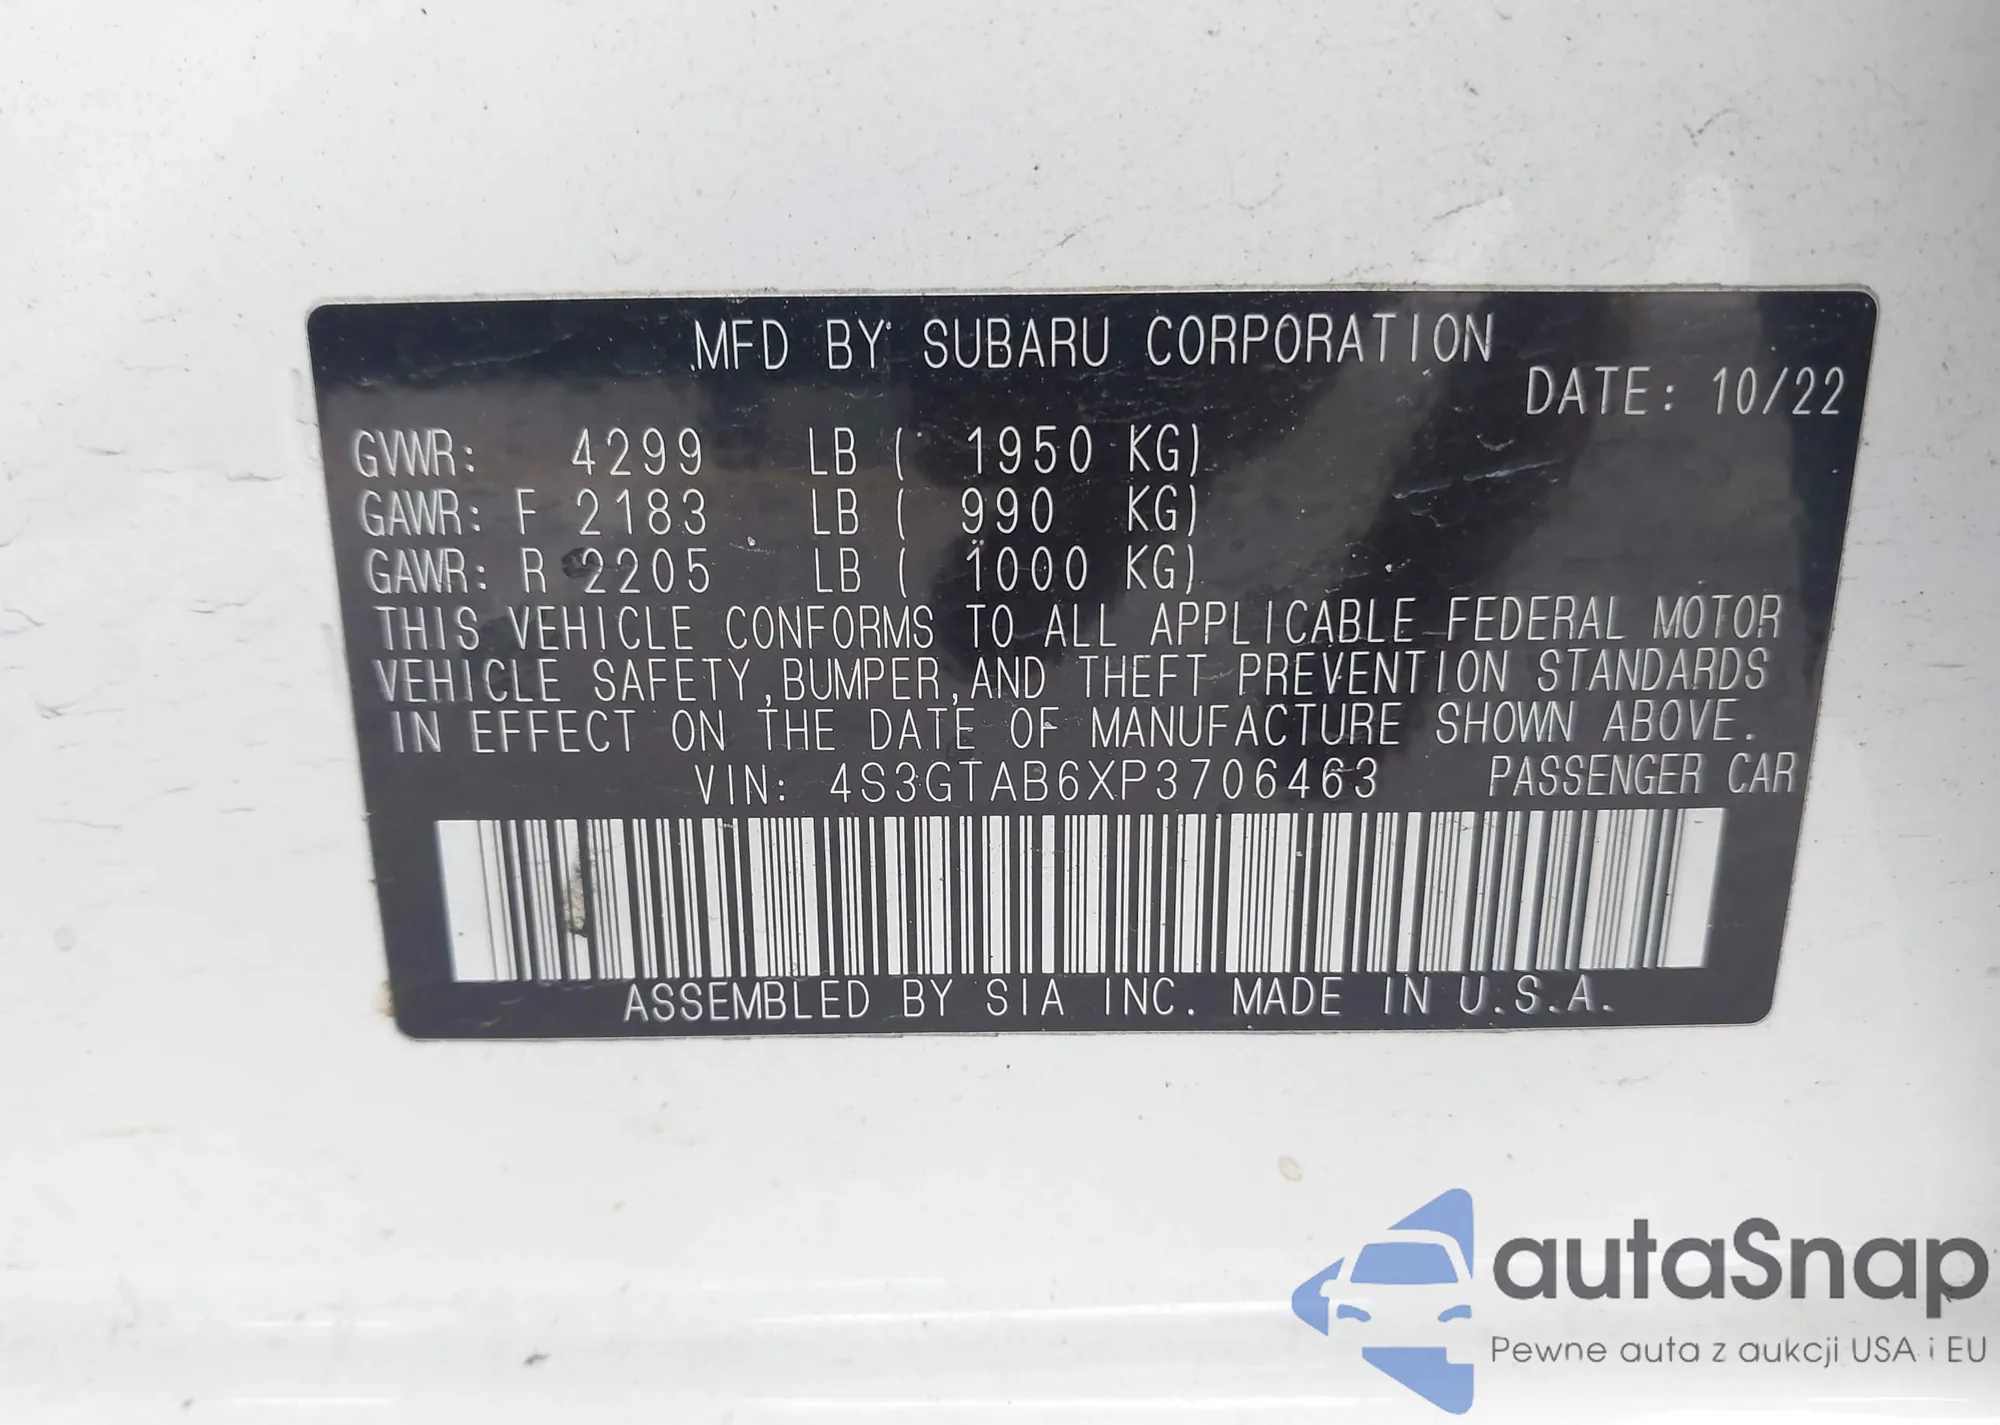 MFD BY SUBARU CORPORATION
DATE: 10/22
GVWR: 4299 LB ( 1950 KG)
GAWR: F 2183 LB ( 990 KG)
GAWR: R 2205 LB ( 1000 KG)
THIS VEHICLE CONFORMS TO ALL APPLICABLE FEDERAL MOTOR
VEHICLE SAFETY,BUMPER,AND THEFT PREVENTION STANDARDS
IN EFFECT ON THE DATE OF MANUFACTURE SHOWN ABOVE.
VIN: 4S3GTAB6XP3706463 PASSENGER CAR
ASSEMBLED BY SIA INC. MADE IN U.S.A.
autaSnap
Pewne auta z aukcji USA i EU